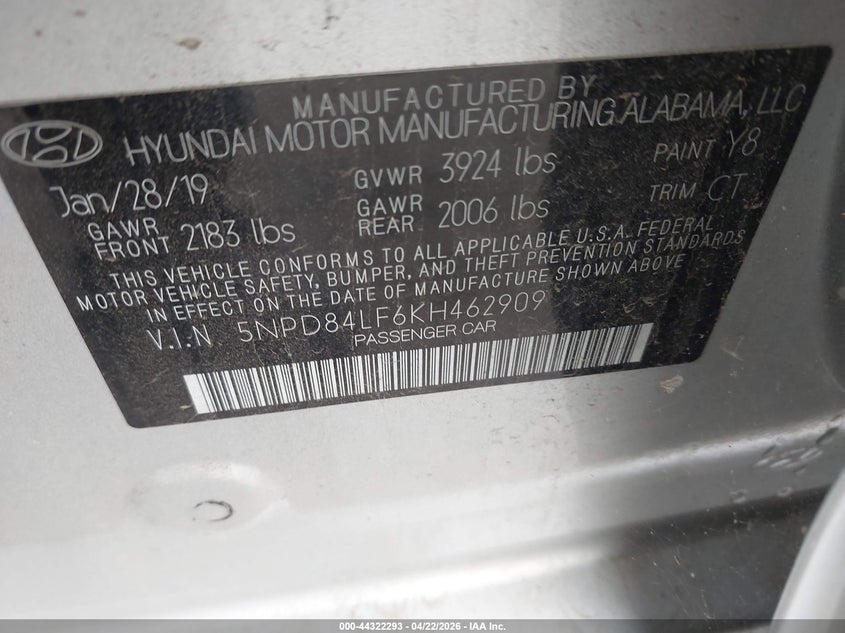 MANUFACTURED BY
HYUNDAI MOTOR MANUFACTURING ALABAMA, LLC
Jan/28/19 GVWR 3924 lbs PAINT Y8
GAWR FRONT 2183 lbs GAWR REAR 2006 lbs TRIM CT
THIS VEHICLE CONFORMS TO ALL APPLICABLE U.S.A. FEDERAL
MOTOR VEHICLE SAFETY, BUMPER, AND THEFT PREVENTION STANDARDS
IN EFFECT ON THE DATE OF MANUFACTURE SHOWN ABOVE
V.I.N 5NPD84LF6KH462909
PASSENGER CAR
000-44322293 - 04/22/2026 - IAA Inc.